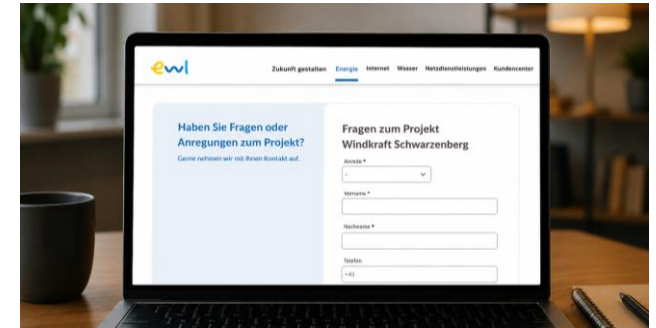 ewl
Zukunft gestalten Energie Internet Wasser Netzdienstleistungen Kundencenter
Haben Sie Fragen oder
Anregungen zum Projekt?
Gerne nehmen wir mit Ihnen Kontakt auf.
Fragen zum Projekt
Windkraft Schwarzenberg
Anrede *
-
Vorname *
Nachname *
Telefon
+41